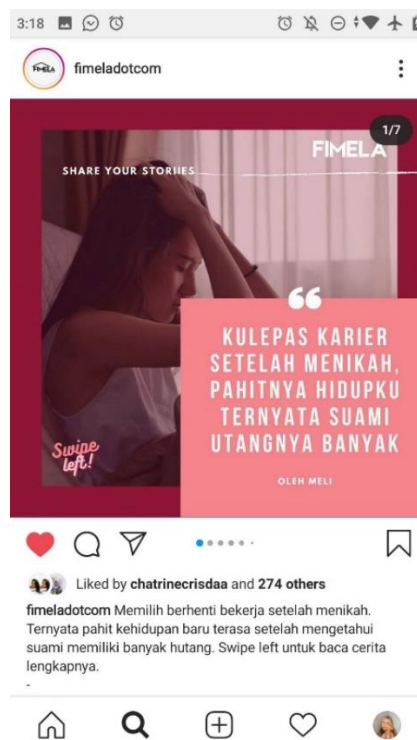 3:18
FIMELA
fimeladotcom
1/7
FIMELA
SHARE YOUR STORIIES
“
KULEPAS KARIER
SETELAH MENIKAH,
PAHITNYA HIDUPKU
TERNYATA SUAMI
UTANGNYA BANYAK
Swipe
left!
OLEH MELI
Liked by chatrinecrisdaa and 274 others
fimeladotcom Memilih berhenti bekerja setelah menikah.
Ternyata pahit kehidupan baru terasa setelah mengetahui
suami memiliki banyak hutang. Swipe left untuk baca cerita
lengkapnya.
-